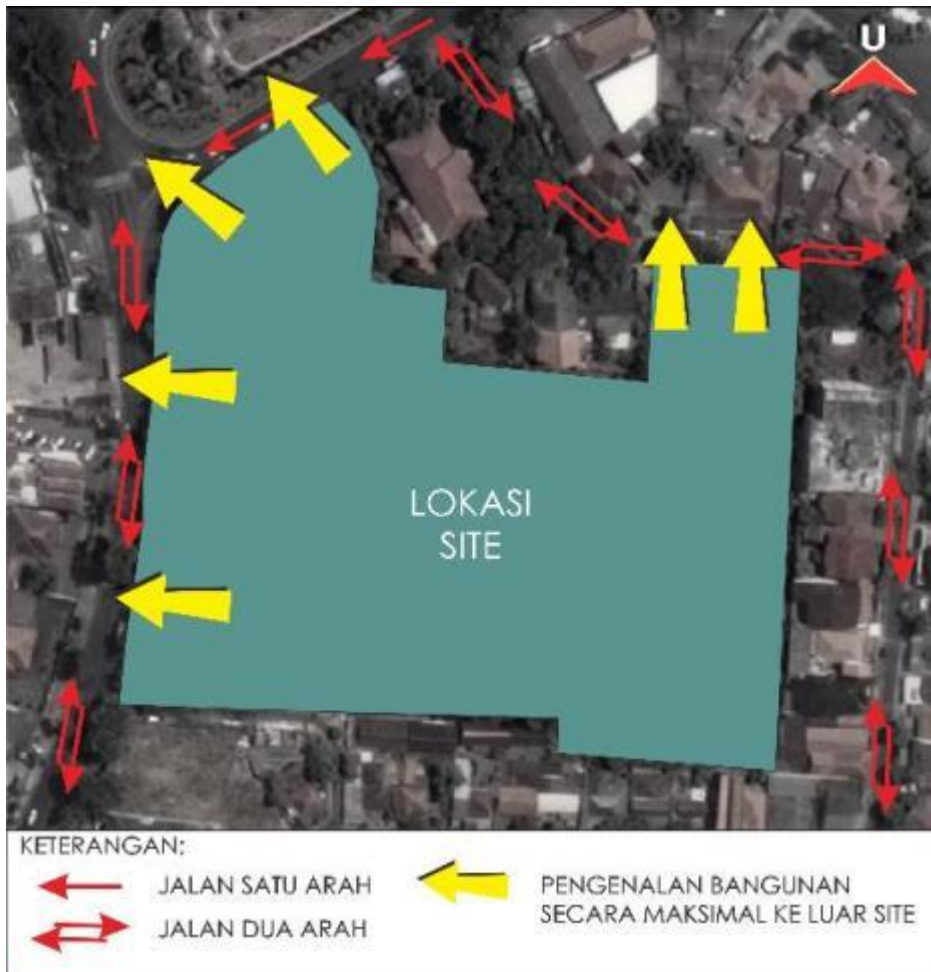 U
LOKASI
SITE
KETERANGAN:
JALAN SATU ARAH
JALAN DUA ARAH
PENGENALAN BANGUNAN
SECARA MAKSIMAL KE LUAR SITE